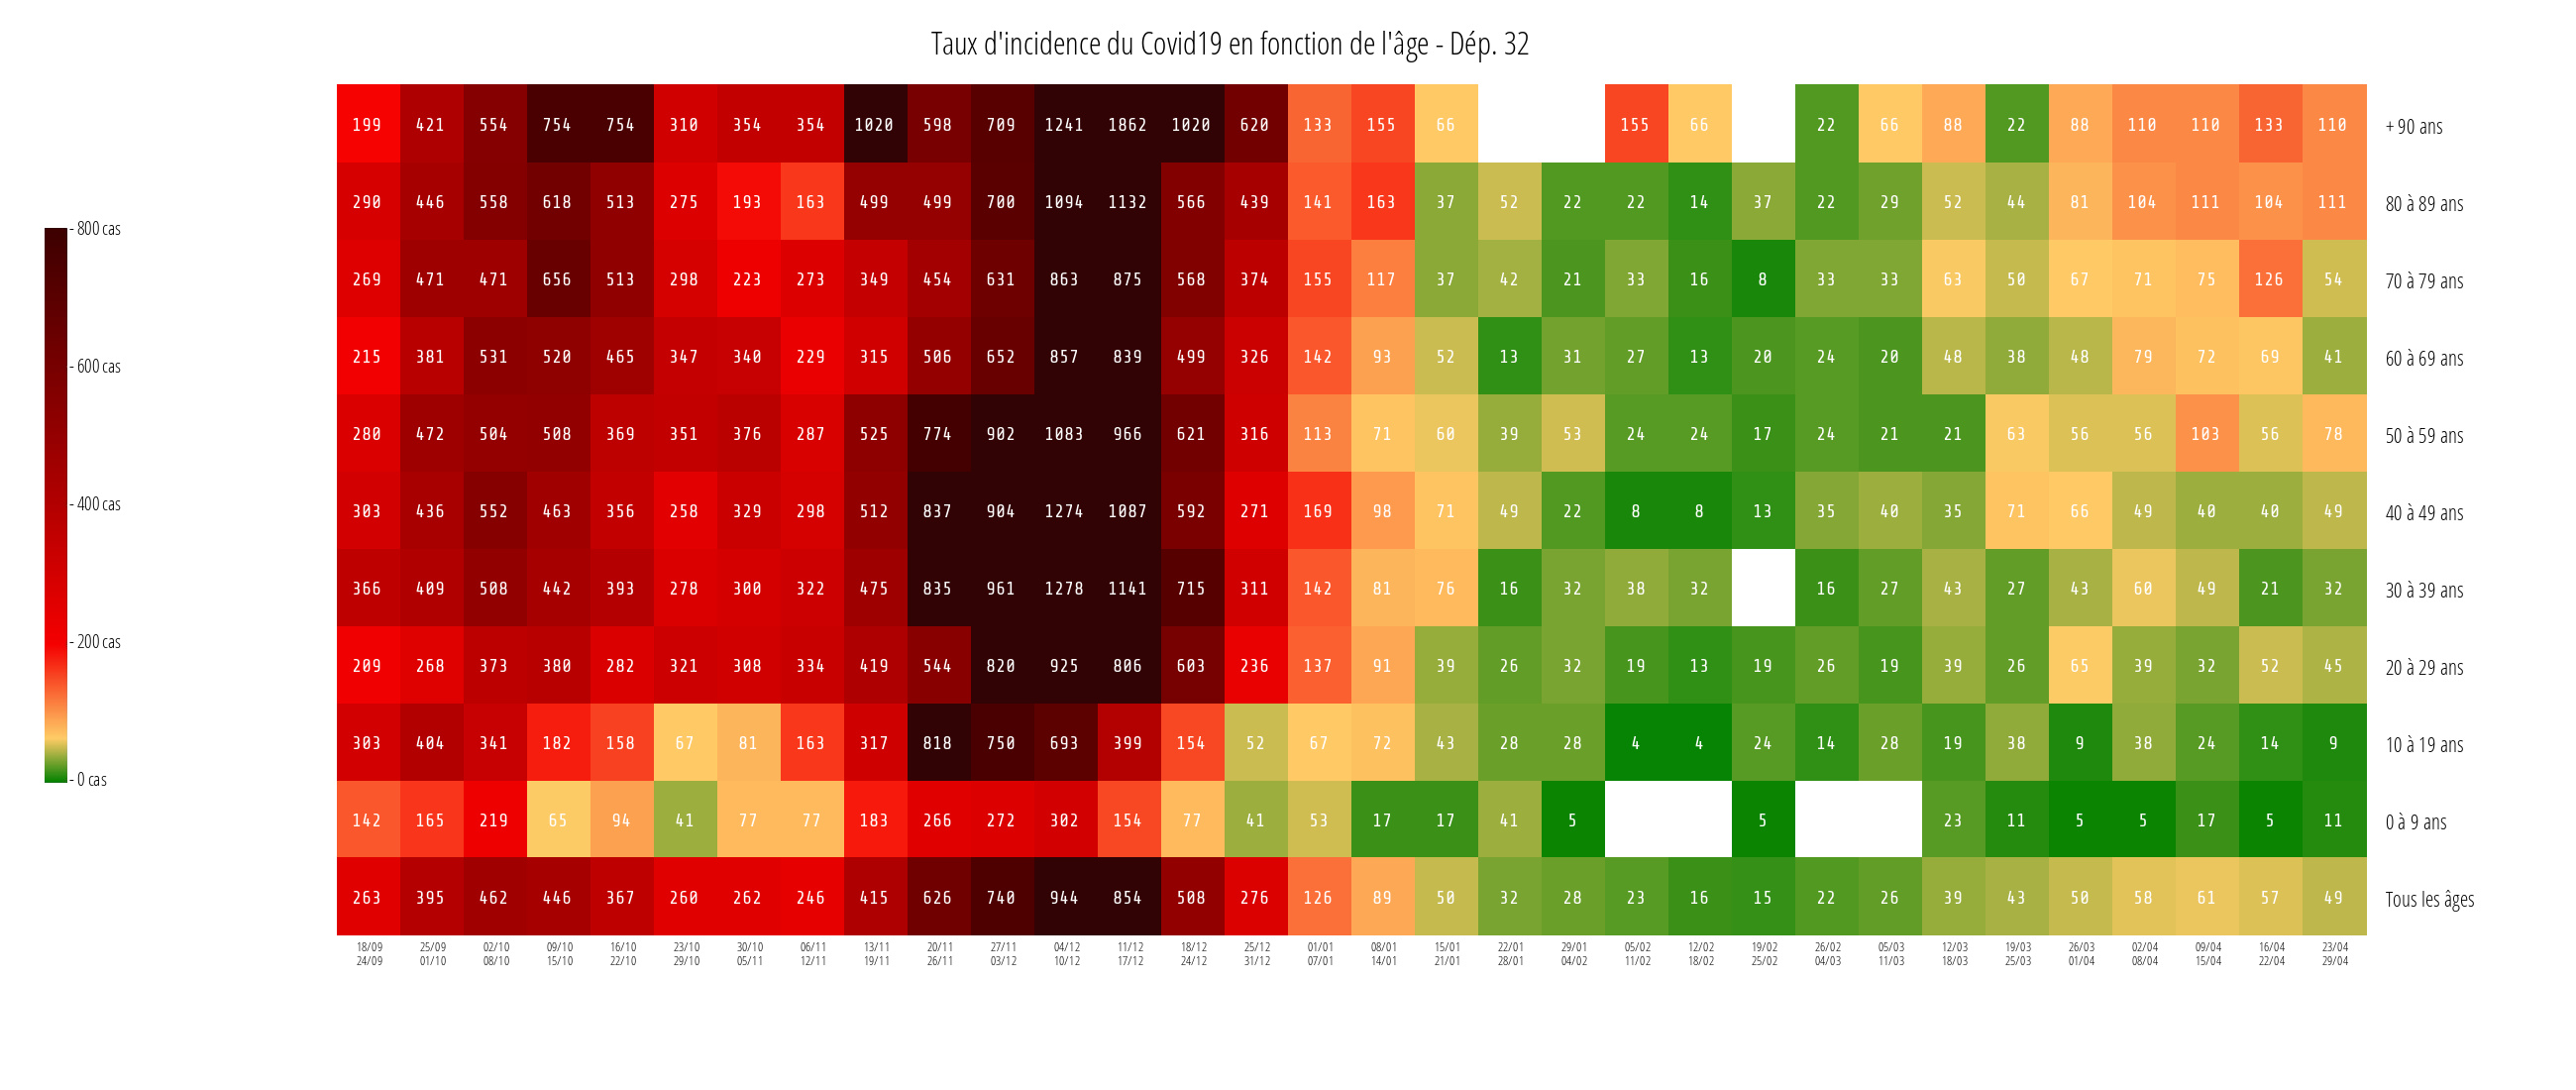 Taux d'incidence du Covid19 en fonction de l'âge - Dép. 32
- 800 cas
- 600 cas
- 400 cas
- 200 cas
- 0 cas
199 421 554 754 754 310 354 354 1020 598 709 1241 1862 1020 620 133 155 66 155 66 22 66 88 22 88 110 110 133 110 + 90 ans
290 446 558 618 513 275 193 163 499 499 700 1094 1132 566 439 141 163 37 52 22 22 14 37 22 29 52 44 81 104 111 104 111 80 à 89 ans
269 471 471 656 513 298 223 273 349 454 631 863 875 568 374 155 117 37 42 21 33 16 8 33 33 63 50 67 71 75 126 54 70 à 79 ans
215 381 531 520 465 347 340 229 315 506 652 857 839 499 326 142 93 52 13 31 27 13 20 24 20 48 38 48 79 72 69 41 60 à 69 ans
280 472 504 508 369 351 376 287 525 774 902 1083 966 621 316 113 71 60 39 53 24 24 17 24 21 21 63 56 56 103 56 78 50 à 59 ans
303 436 552 463 356 258 329 298 512 837 904 1274 1087 592 271 169 98 71 49 22 8 8 13 35 40 35 71 66 49 40 40 49 40 à 49 ans
366 409 508 442 393 278 300 322 475 835 961 1278 1141 715 311 142 81 76 16 32 38 32 16 27 43 27 43 60 49 21 32 30 à 39 ans
209 268 373 380 282 321 308 334 419 544 820 925 806 603 236 137 91 39 26 32 19 13 19 26 19 39 26 65 39 32 52 45 20 à 29 ans
303 404 341 182 158 67 81 163 317 818 750 693 399 154 52 67 72 43 28 28 4 4 24 14 28 19 38 9 38 24 14 9 10 à 19 ans
142 165 219 65 94 41 77 77 183 266 272 302 154 77 41 53 17 17 41 5 5 23 11 5 5 17 5 11 0 à 9 ans
263 395 462 446 367 260 262 246 415 626 740 944 854 508 276 126 89 50 32 28 23 16 15 22 26 39 43 50 58 61 57 49 Tous les âges
18/09 25/09 02/10 09/10 16/10 23/10 30/10 06/11 13/11 20/11 27/11 04/12 11/12 18/12 25/12 01/01 08/01 15/01 22/01 29/01 05/02 12/02 19/02 26/02 05/03 12/03 19/03 26/03 02/04 09/04 16/04 23/04
24/09 01/10 08/10 15/10 22/10 29/10 05/11 12/11 19/11 26/11 03/12 10/12 17/12 24/12 31/12 07/01 14/01 21/01 28/01 04/02 11/02 18/02 25/02 04/03 11/03 18/03 25/03 01/04 08/04 15/04 22/04 29/04